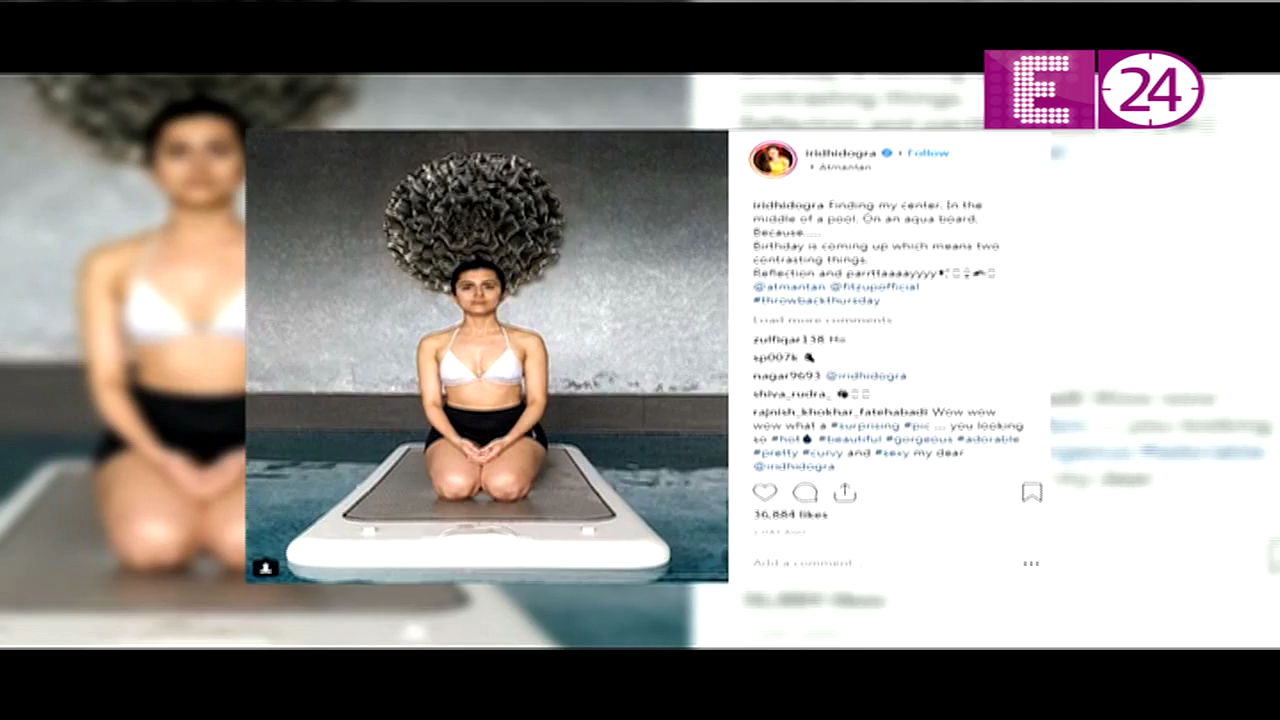 E 24
iridhidogra • Follow
Atmantan
iridhidogra Finding my center. In the
middle of a pool. On an aqua board.
Because.....
Birthday is coming up which means two
contrasting things.
Reflection and parrttaaaayyyy
@atmantan @fitzupofficial
#throwbackthursday
Load more comments
zulfiqar138 Hi
sp007k
nagar9693 @iridhidogra
shiva_rudra_
rajnish_khokhar_fatehabadi Wow wow
wow what a #surprising #pic ... you looking
so #hot #beautiful #gorgeous #adorable
#pretty #curvy and #sexy my dear
@iridhidogra
36,884 likes
Add a comment...